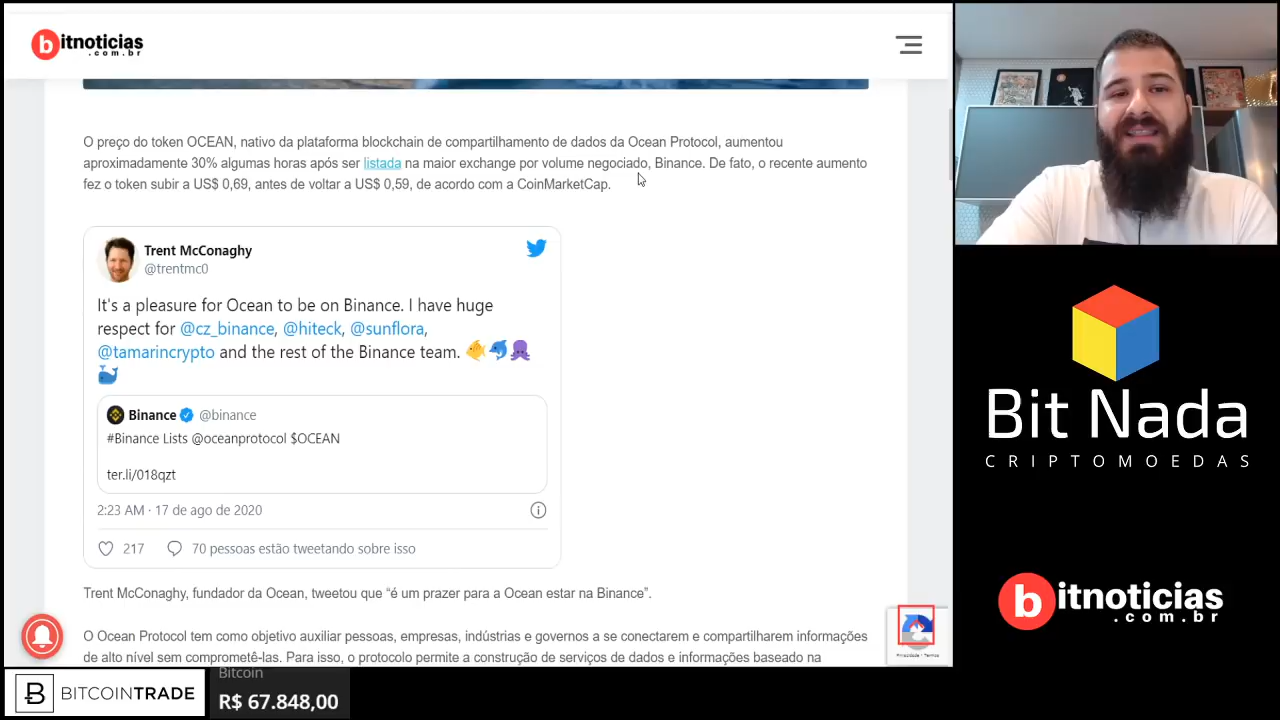 bitnoticias
.com.br
O preço do token OCEAN, nativo da plataforma blockchain de compartilhamento de dados da Ocean Protocol, aumentou
aproximadamente 30% algumas horas após ser listada na maior exchange por volume negociado, Binance. De fato, o recente aumento
fez o token subir a US$ 0,69, antes de voltar a US$ 0,59, de acordo com a CoinMarketCap.
Trent McConaghy
@trentmc0
It's a pleasure for Ocean to be on Binance. I have huge
respect for @cz_binance, @hiteck, @sunflora,
@tamarincrypto and the rest of the Binance team. 🐠🐬🐙
🐳
Binance @binance
#Binance Lists @oceanprotocol $OCEAN
ter.li/018qzt
2:23 AM · 17 de ago de 2020
217 70 pessoas estão tweetando sobre isso
Trent McConaghy, fundador da Ocean, tweetou que “é um prazer para a Ocean estar na Binance”.
O Ocean Protocol tem como objetivo auxiliar pessoas, empresas, indústrias e governos a se conectarem e compartilharem informações
de alto nível sem comprometê-las. Para isso, o protocolo permite a construção de serviços de dados e informações baseado na
Privacidade - Termos
Bit Nada
CRIPTOMOEDAS
bitnoticias
.com.br
BITCOINTRADE
Bitcoin
R$ 67.848,00